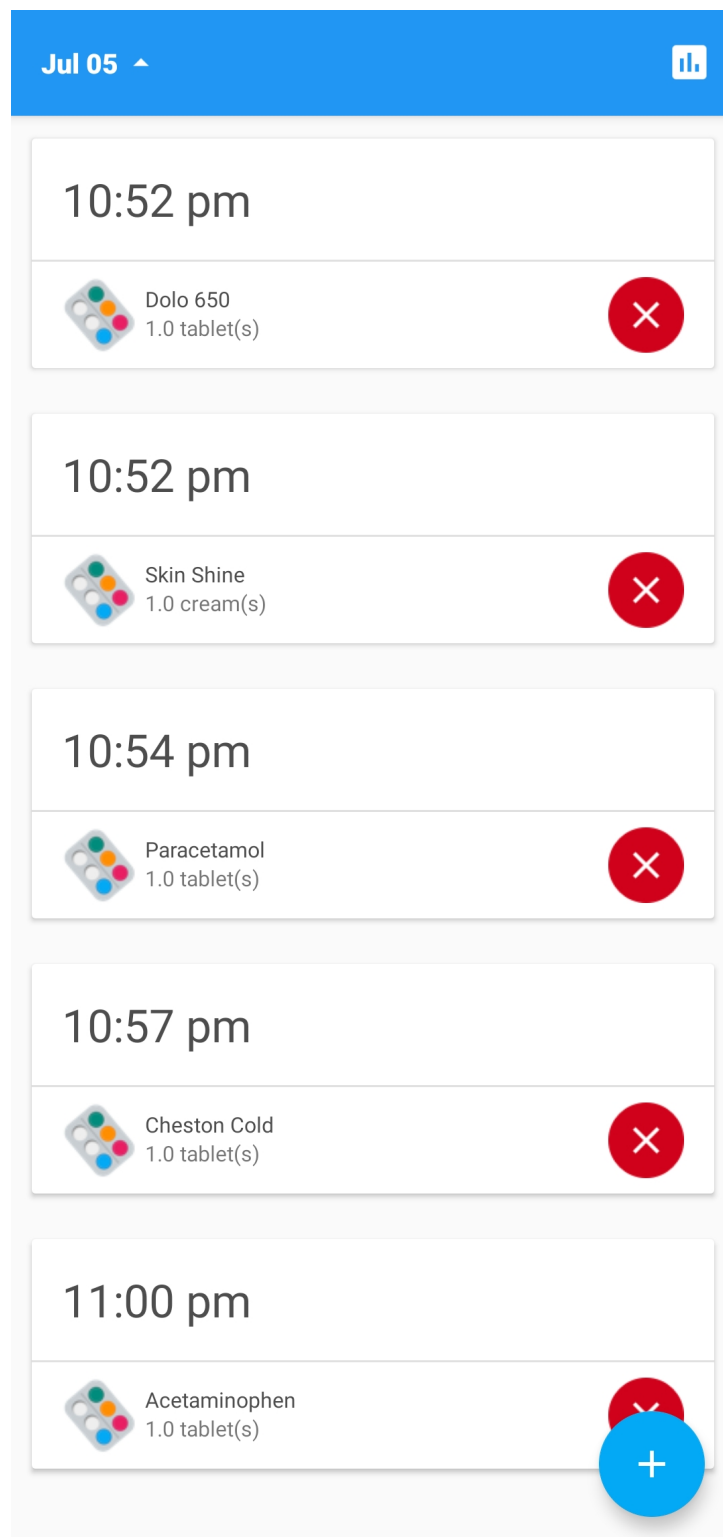 Jul 05
10:52 pm
Dolo 650
1.0 tablet(s)
10:52 pm
Skin Shine
1.0 cream(s)
10:54 pm
Paracetamol
1.0 tablet(s)
10:57 pm
Cheston Cold
1.0 tablet(s)
11:00 pm
Acetaminophen
1.0 tablet(s)